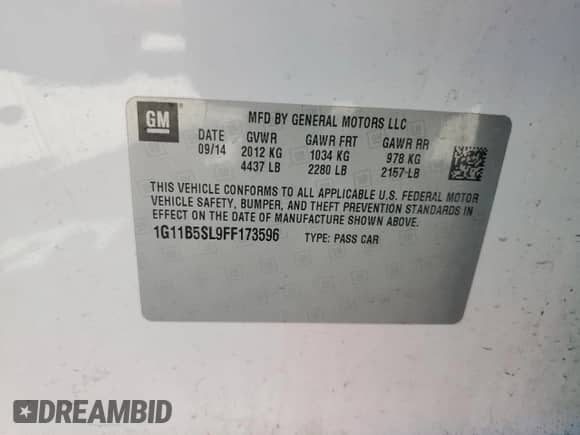 GM
MFD BY GENERAL MOTORS LLC
DATE GVWR GAWR FRT GAWR RR
09/14 2012 KG 1034 KG 978 KG
4437 LB 2280 LB 2157 LB
THIS VEHICLE CONFORMS TO ALL APPLICABLE U.S. FEDERAL MOTOR
VEHICLE SAFETY, BUMPER, AND THEFT PREVENTION STANDARDS IN
EFFECT ON THE DATE OF MANUFACTURE SHOWN ABOVE.
1G11B5SL9FF173596 TYPE: PASS CAR
DREAMBID